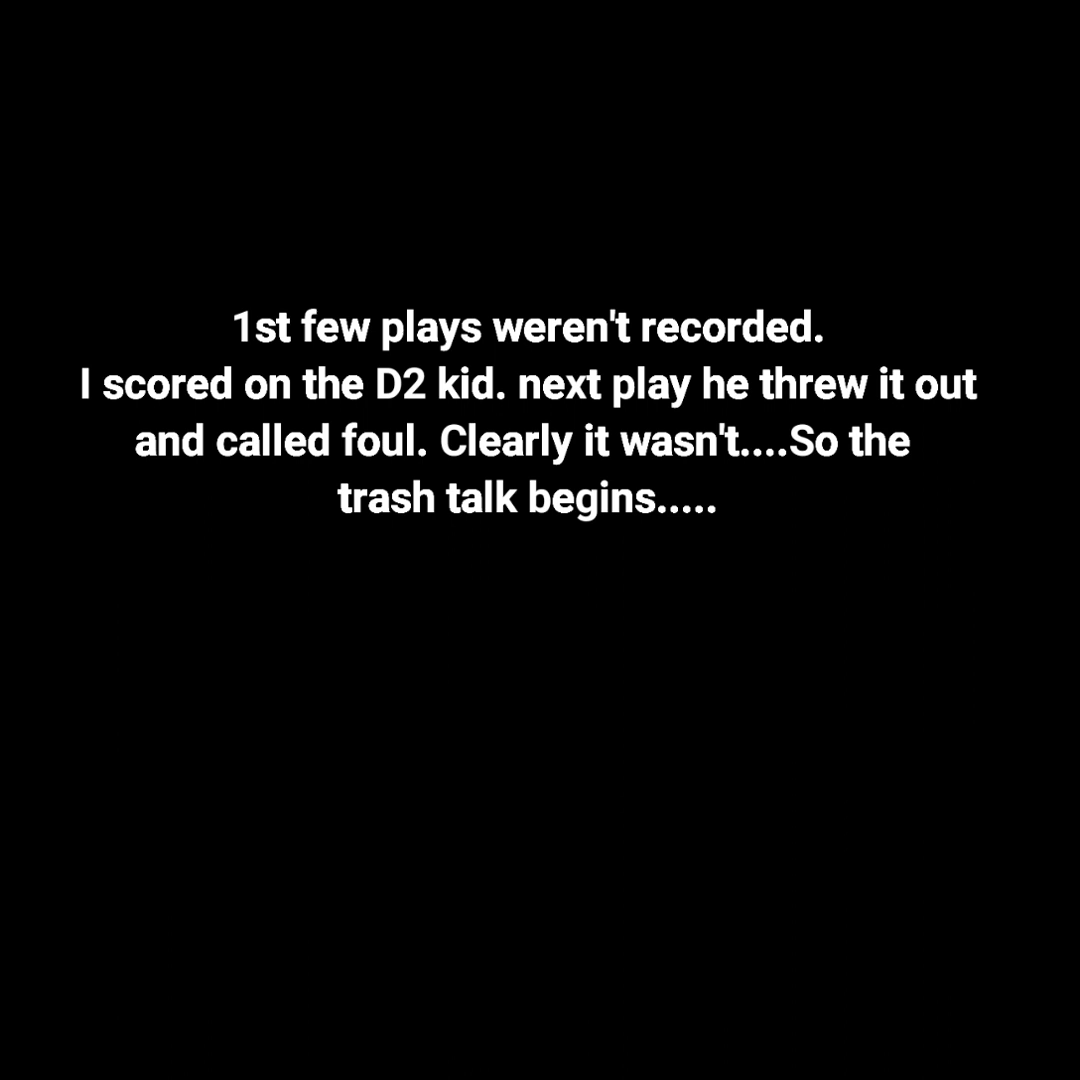 1st few plays weren't recorded.
I scored on the D2 kid. next play he threw it out
and called foul. Clearly it wasn't....So the
trash talk begins.....